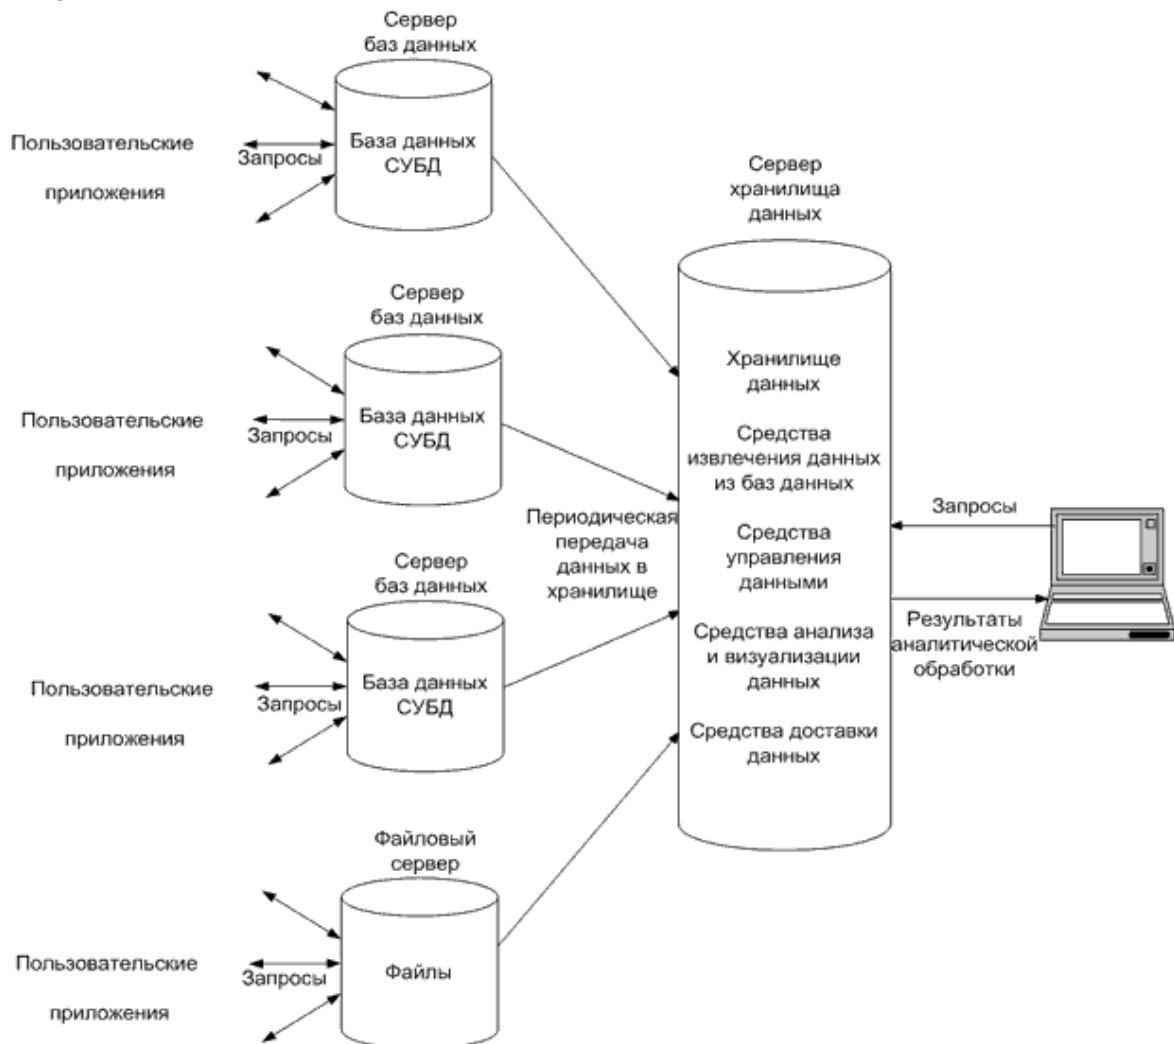 Сервер
баз данных
Пользовательские
приложения
Запросы
База данных
СУБД
Сервер
баз данных
Пользовательские
приложения
Запросы
База данных
СУБД
Сервер
баз данных
Пользовательские
приложения
Запросы
База данных
СУБД
Файловый
сервер
Пользовательские
приложения
Запросы
Файлы
Периодическая
передача
данных в
хранилище
Сервер
хранилища
данных
Хранилище
данных
Средства
извлечения данных
из баз данных
Средства
управления
данными
Средства анализа
и визуализации
данных
Средства доставки
данных
Запросы
Результаты
аналитической
обработки